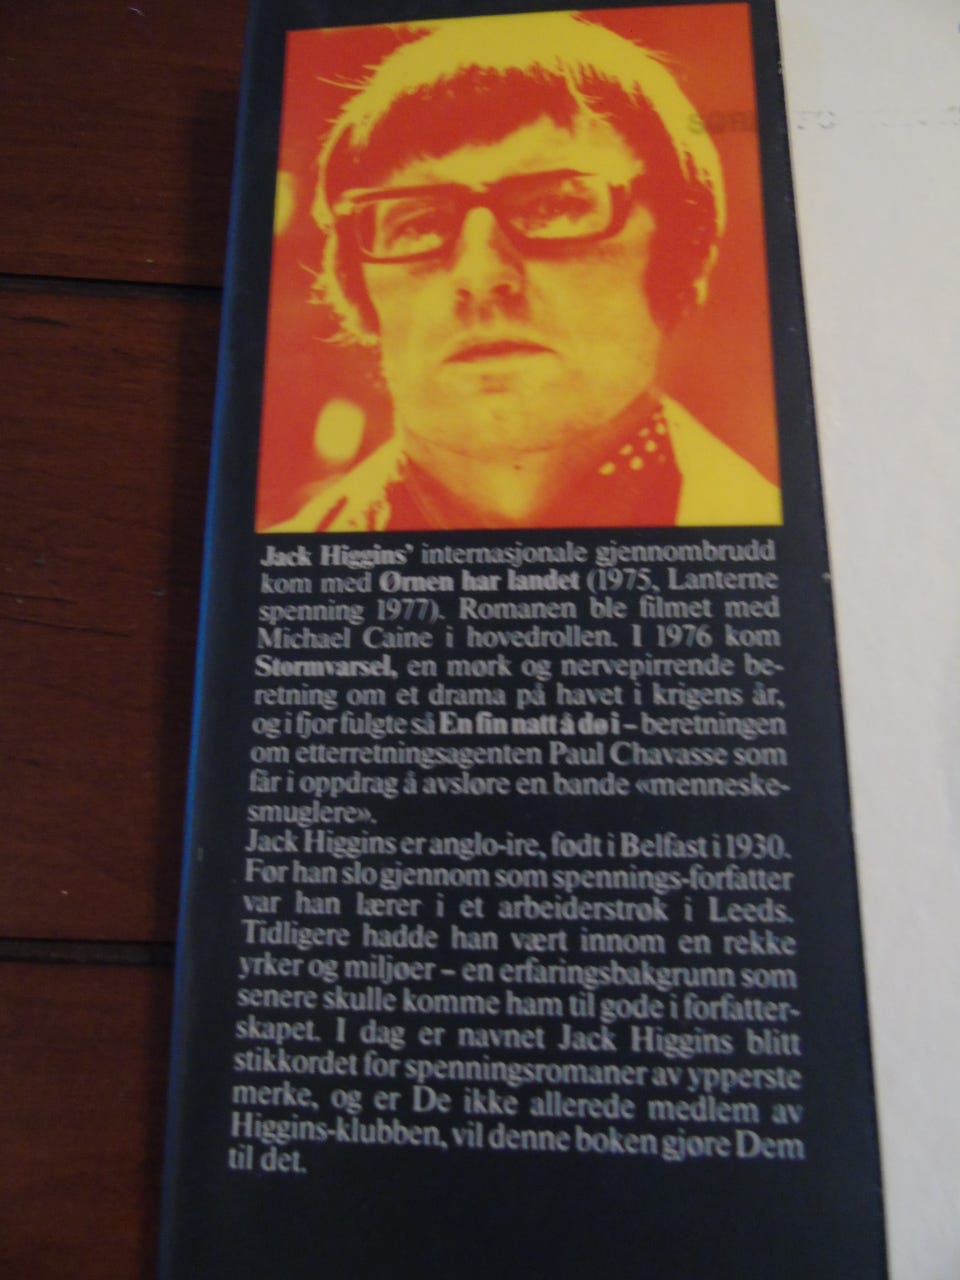 Jack Higgins' internasjonale gjennombrudd
kom med Ørnen har landet (1975, Lanterne
spenning 1977). Romanen ble filmet med
Michael Caine i hovedrollen. I 1976 kom
Stormvarsel, en mørk og nervepirrende be-
retning om et drama på havet i krigens år,
og i fjor fulgte så En fin natt å dø i – beretningen
om etterretningsagenten Paul Chavasse som
får i oppdrag å avsløre en bande «menneske-
smuglere».
Jack Higgins er anglo-ire, født i Belfast i 1930.
Før han slo gjennom som spennings-forfatter
var han lærer i et arbeiderstrøk i Leeds.
Tidligere hadde han vært innom en rekke
yrker og miljøer – en erfaringsbakgrunn som
senere skulle komme ham til gode i forfatter-
skapet. I dag er navnet Jack Higgins blitt
stikkordet for spenningsromaner av ypperste
merke, og er De ikke allerede medlem av
Higgins-klubben, vil denne boken gjøre Dem
til det.